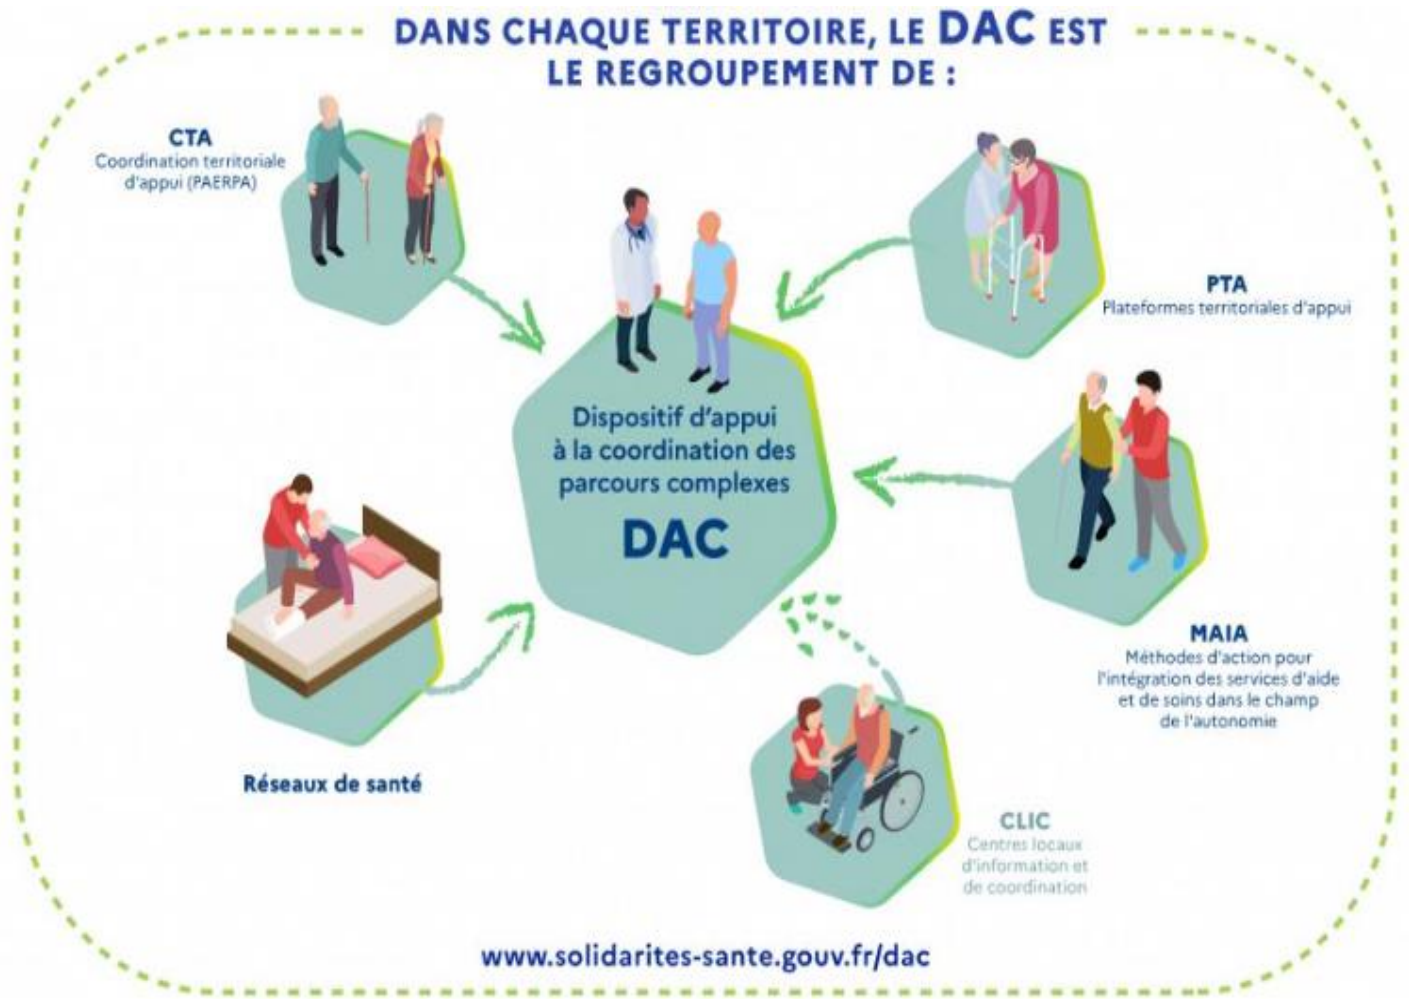 DANS CHAQUE TERRITOIRE, LE DAC EST
LE REGROUPEMENT DE :
CTA
Coordination territoriale
d'appui (PAERPA)
PTA
Plateformes territoriales d'appui
Dispositif d'appui
à la coordination des
parcours complexes
DAC
MAIA
Méthodes d'action pour
l'intégration des services d'aide
et de soins dans le champ
de l'autonomie
Réseaux de santé
CLIC
Centres locaux
d'information et
de coordination
www.solidarites-sante.gouv.fr/dac